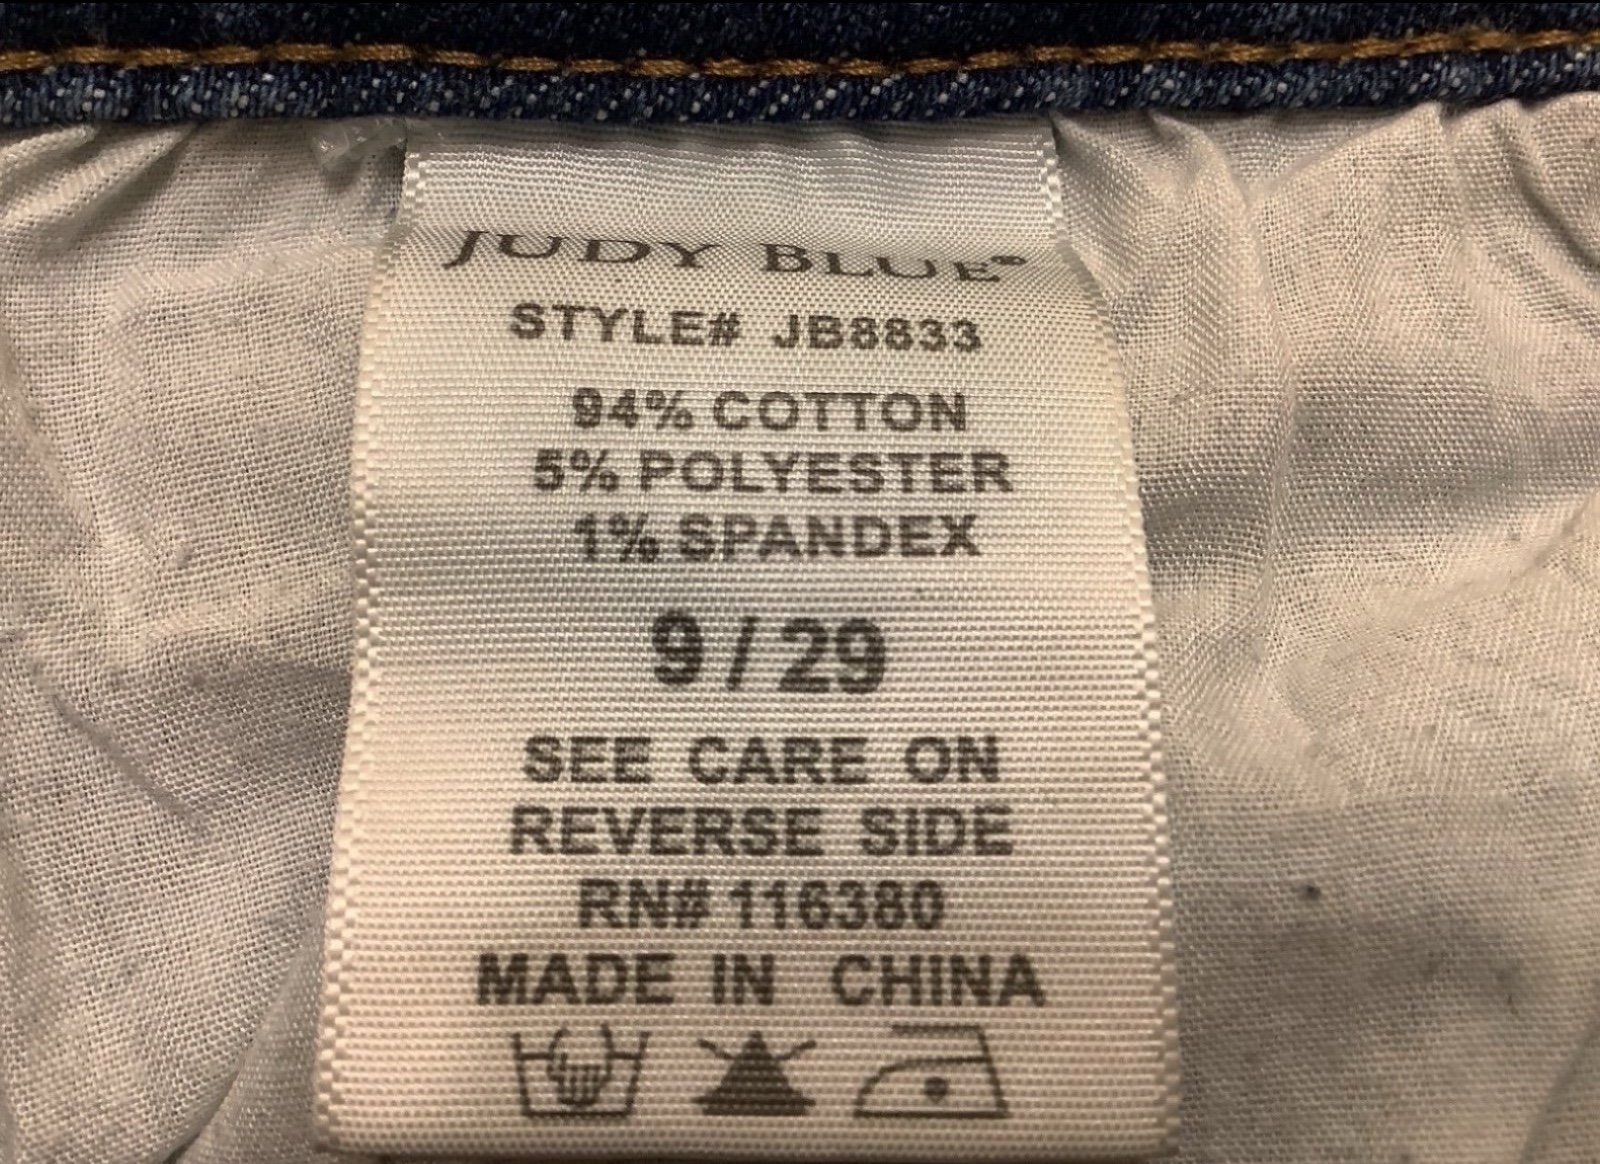 JUDY BLUE®
STYLE# JB8833
94% COTTON
5% POLYESTER
1% SPANDEX
9 / 29
SEE CARE ON
REVERSE SIDE
RN# 116380
MADE IN CHINA